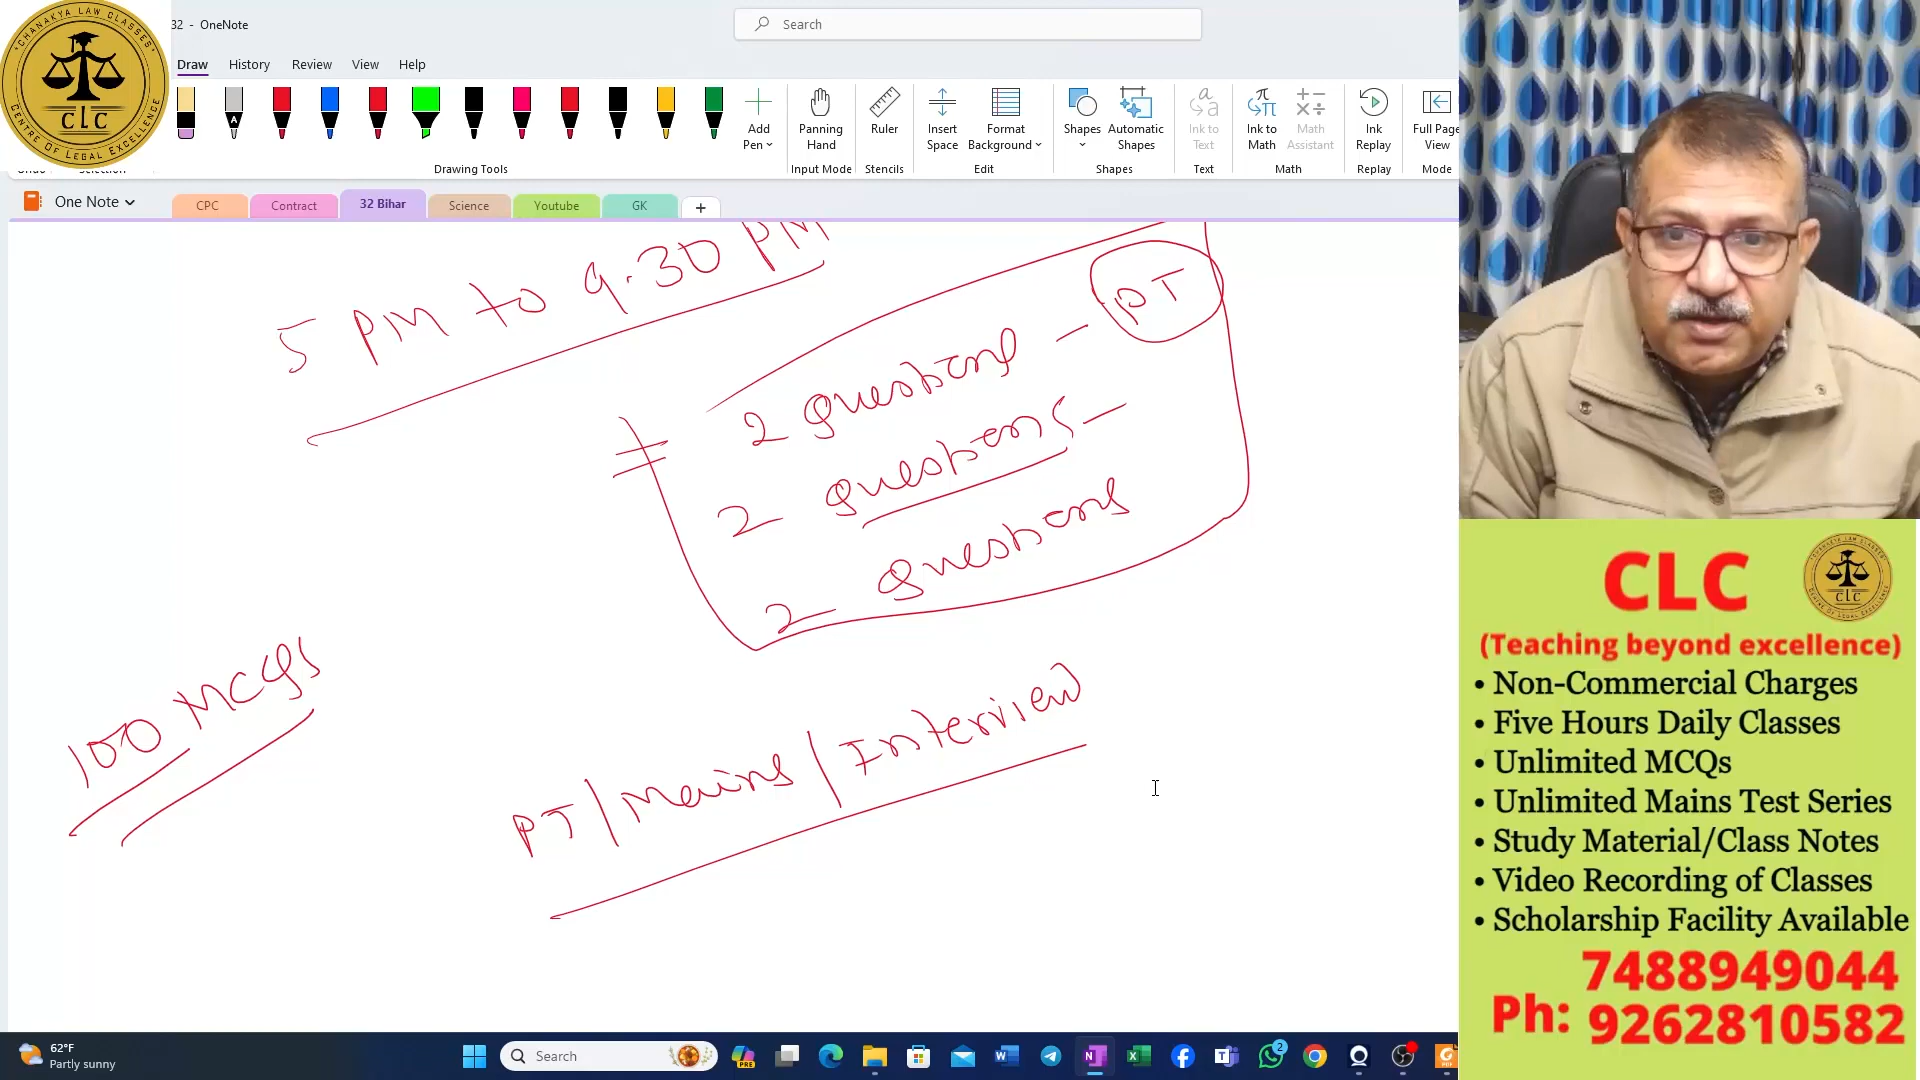 CHANAKYA LAW CLASSES
CLC
CENTRE OF LEGAL EXCELLENCE
32 - OneNote
Search
Draw
History
Review
View
Help
Add Pen
Panning Hand
Ruler
Insert Space
Format Background
Shapes
Automatic Shapes
Ink to Text
Ink to Math
Math Assistant
Ink Replay
Full Page View
Drawing Tools
Input Mode
Stencils
Edit
Shapes
Text
Math
Replay
Mode
One Note
CPC
Contract
32 Bihar
Science
Youtube
GK
5 PM to 9.30 PM
2 questions - PT
2 questions -
2 questions
100 MCQs
PT/Mains/Interview
CLC
(Teaching beyond excellence)
• Non-Commercial Charges
• Five Hours Daily Classes
• Unlimited MCQs
• Unlimited Mains Test Series
• Study Material/Class Notes
• Video Recording of Classes
• Scholarship Facility Available
Ph: 7488949044
9262810582
62°F
Partly sunny
Search
PRE
2